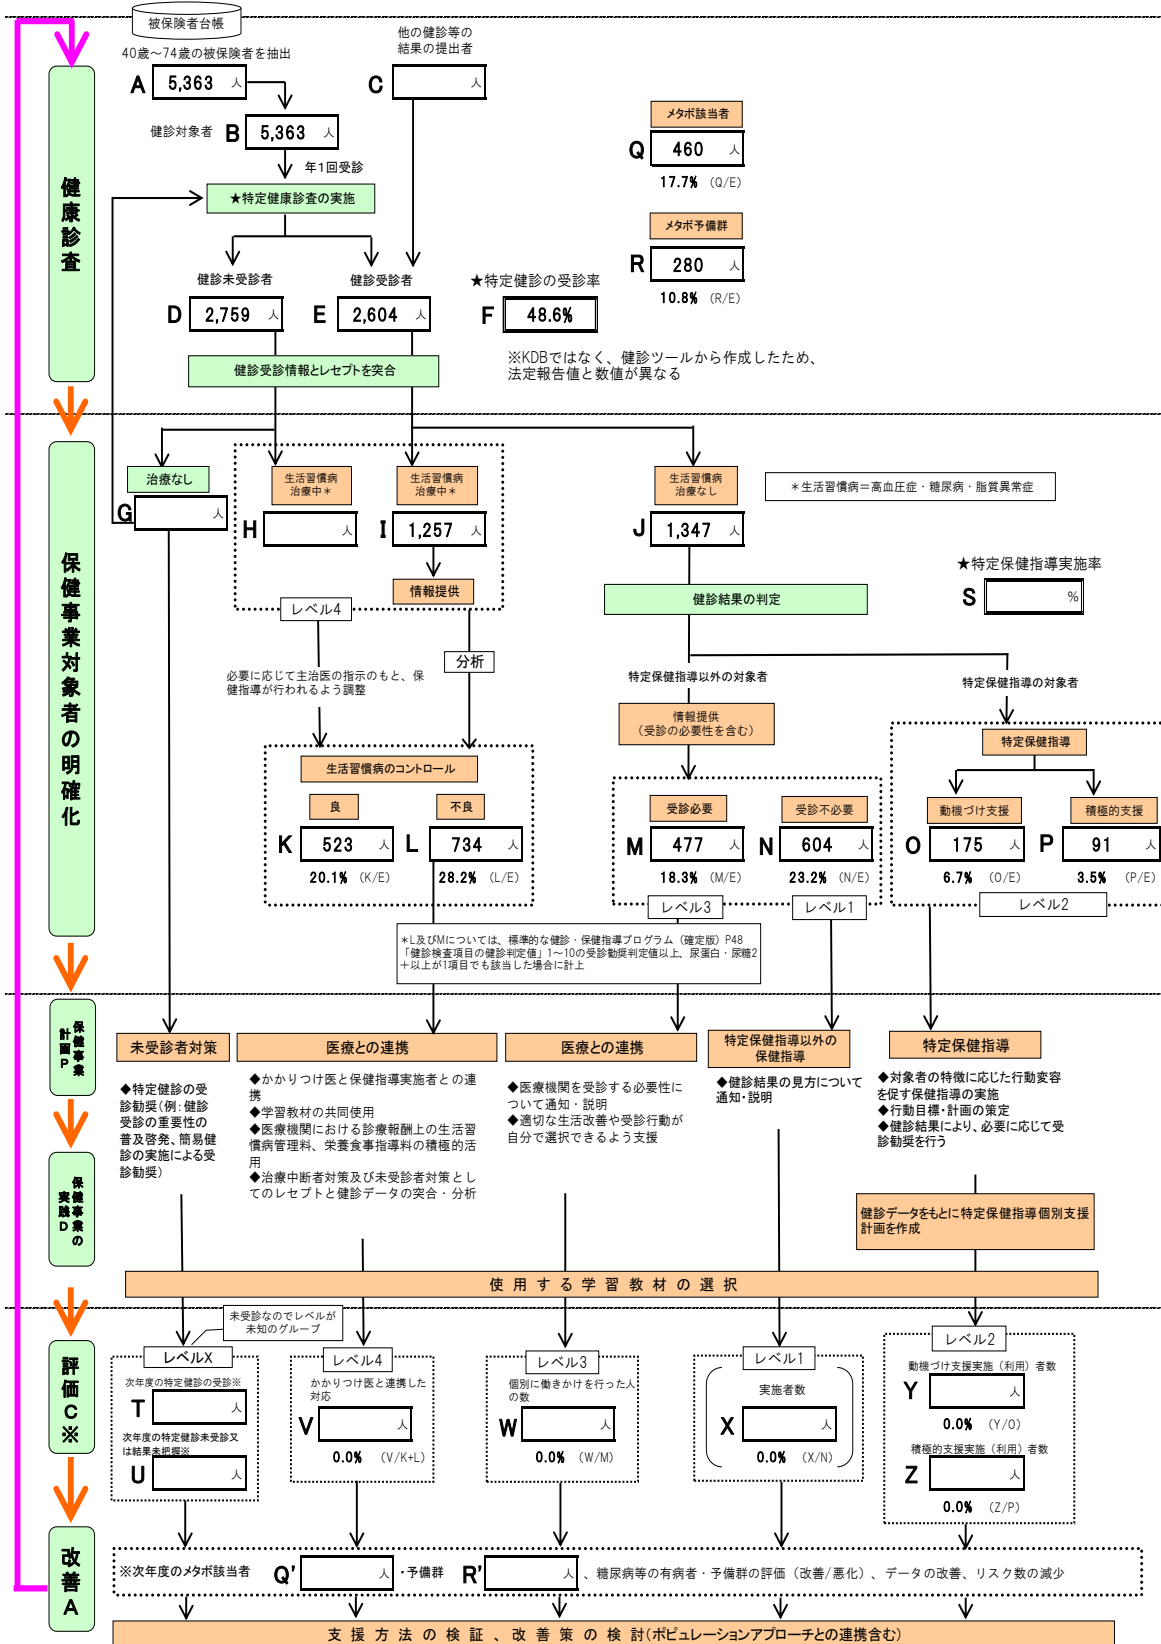 被保険者台帳
40歳～74歳の被保険者を抽出
A 5,363 人
他の健診等の
結果の提出者
C 人
健診対象者 B 5,363 人
年1回受診
★特定健康診査の実施
メタボ該当者
Q 460 人
17.7% (Q/E)
メタボ予備群
R 280 人
10.8% (R/E)
健康診査
健診未受診者
D 2,759 人
健診受診者
E 2,604 人
★特定健診の受診率
F 48.6%
健診受診情報とレセプトを突合
※KDBではなく、健診ツールから作成したため、
法定報告値と数値が異なる
保健事業対象者の明確化
治療なし
G 人
生活習慣病
治療中＊
H 人
生活習慣病
治療中＊
I 1,257 人
情報提供
レベル4
生活習慣病
治療なし
J 1,347 人
＊生活習慣病＝高血圧症・糖尿病・脂質異常症
健診結果の判定
★特定保健指導実施率
S %
分析
必要に応じて主治医の指示のもと、保
健指導が行われるよう調整
特定保健指導以外の対象者
特定保健指導の対象者
情報提供
（受診の必要性を含む）
特定保健指導
生活習慣病のコントロール
良
K 523 人
20.1% (K/E)
不良
L 734 人
28.2% (L/E)
受診必要
M 477 人
18.3% (M/E)
レベル3
受診不必要
N 604 人
23.2% (N/E)
レベル1
動機づけ支援
O 175 人
6.7% (O/E)
積極的支援
P 91 人
3.5% (P/E)
レベル2
＊L及びMについては、標準的な健診・保健指導プログラム（確定版）P48
「健診検査項目の健診判定値」1～10の受診勧奨判定値以上、尿蛋白・尿糖2
＋以上が1項目でも該当した場合に計上
保健事業
計画P
未受診者対策
◆特定健診の受
診勧奨(例：健診
受診の重要性の
普及啓発、簡易健
診の実施による受
診勧奨）
医療との連携
◆かかりつけ医と保健指導実施者との連
携
◆学習教材の共同使用
◆医療機関における診療報酬上の生活習
慣病管理料、栄養食事指導料の積極的活
用
◆治療中断者対策及び未受診者対策とし
てのレセプトと健診データの突合・分析
医療との連携
◆医療機関を受診する必要性に
ついて通知・説明
◆適切な生活改善や受診行動が
自分で選択できるよう支援
特定保健指導以外の
保健指導
◆健診結果の見方について
通知・説明
特定保健指導
◆対象者の特徴に応じた行動変容
を促す保健指導の実施
◆行動目標・計画の策定
◆健診結果により、必要に応じて受
診勧奨を行う
保健事業の
実践D
健診データをもとに特定保健指導個別支援
計画を作成
使用する学習教材の選択
未受診なのでレベルが
未知のグループ
評価C※
レベルX
次年度の特定健診の受診※
T 人
次年度の特定健診未受診又
は結果未把握※
U 人
レベル4
かかりつけ医と連携した
対応
V 人
0.0% (V/K+L)
レベル3
個別に働きかけを行った人
の数
W 人
0.0% (W/M)
レベル1
実施者数
X 人
0.0% (X/N)
レベル2
動機づけ支援実施（利用）者数
Y 人
0.0% (Y/O)
積極的支援実施（利用）者数
Z 人
0.0% (Z/P)
改善A
※次年度のメタボ該当者 Q' 人 ・予備群 R' 人 、糖尿病等の有病者・予備群の評価（改善/悪化）、データの改善、リスク数の減少
支援方法の検証、改善策の検討(ポピュレーションアプローチとの連携含む)